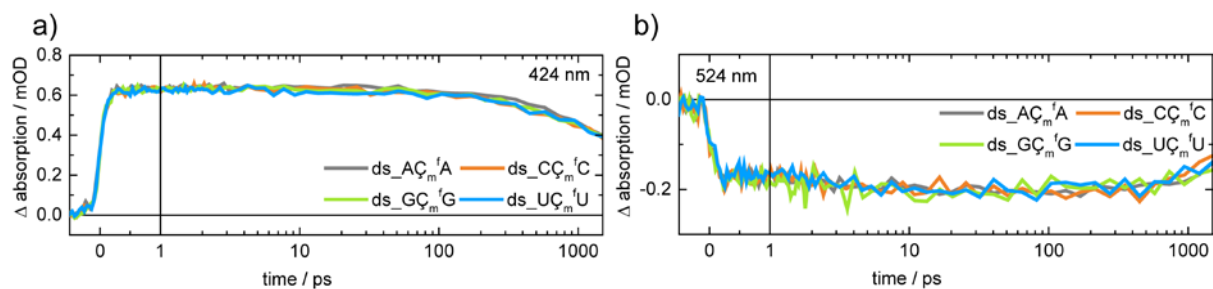 a)
Δ absorption / mOD
0.8
0.6
0.4
0.2
0.0
424 nm
ds_AÇₘᶠA ds_CÇₘᶠC
ds_GÇₘᶠG ds_UÇₘᶠU
0 1 10 100 1000
time / ps
b)
Δ absorption / mOD
0.0
-0.2
524 nm
ds_AÇₘᶠA ds_CÇₘᶠC
ds_GÇₘᶠG ds_UÇₘᶠU
0 1 10 100 1000
time / ps